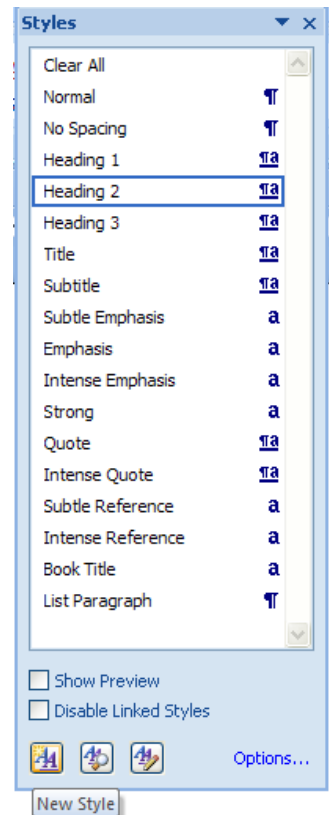 Styles
Clear All
Normal ¶
No Spacing ¶
Heading 1 ¶a
Heading 2 ¶a
Heading 3 ¶a
Title ¶a
Subtitle ¶a
Subtle Emphasis a
Emphasis a
Intense Emphasis a
Strong a
Quote ¶a
Intense Quote ¶a
Subtle Reference a
Intense Reference a
Book Title a
List Paragraph ¶
Show Preview
Disable Linked Styles
Options...
New Style